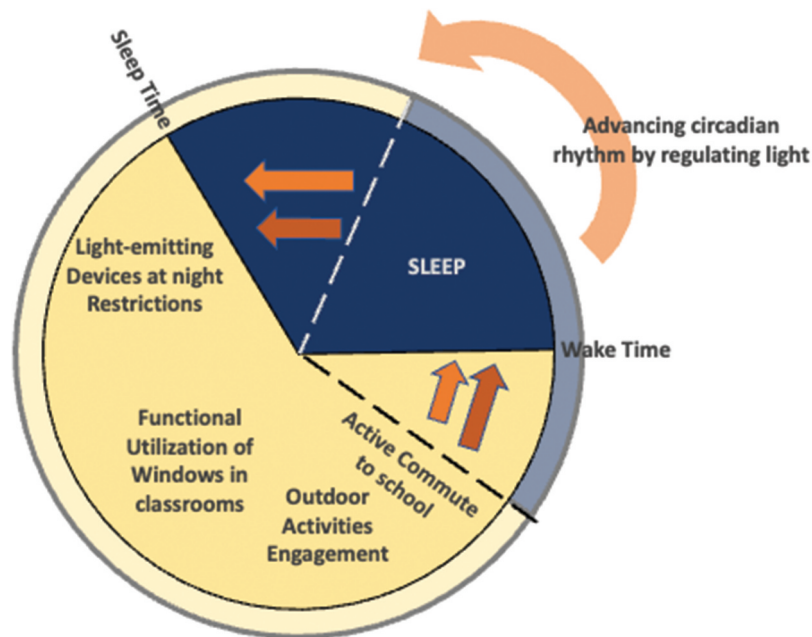 Sleep Time
Advancing circadian
rhythm by regulating light
SLEEP
Light-emitting
Devices at night
Restrictions
Wake Time
Functional
Utilization of
Windows in
classrooms
Active Commute
to school
Outdoor
Activities
Engagement